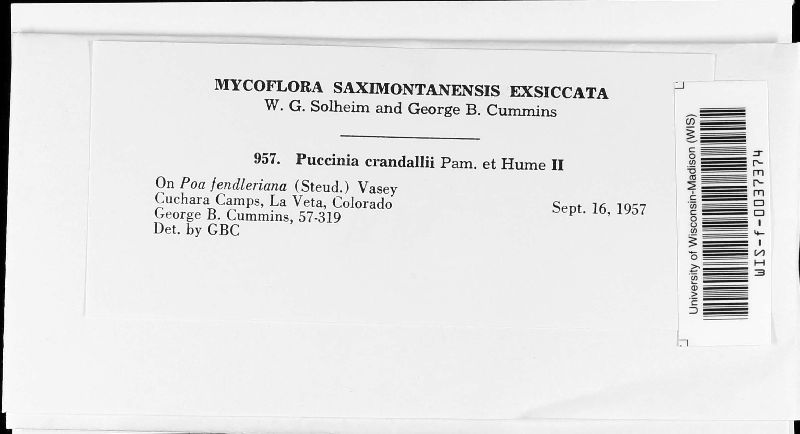 MYCOFLORA SAXIMONTANENSIS EXSICCATA
W. G. Solheim and George B. Cummins
957. Puccinia crandallii Pam. et Hume II
On Poa fendleriana (Steud.) Vasey
Cuchara Camps, La Veta, Colorado
George B. Cummins, 57-319
Det. by GBC
Sept. 16, 1957
University of Wisconsin-Madison (WIS)
WIS-f-0037374